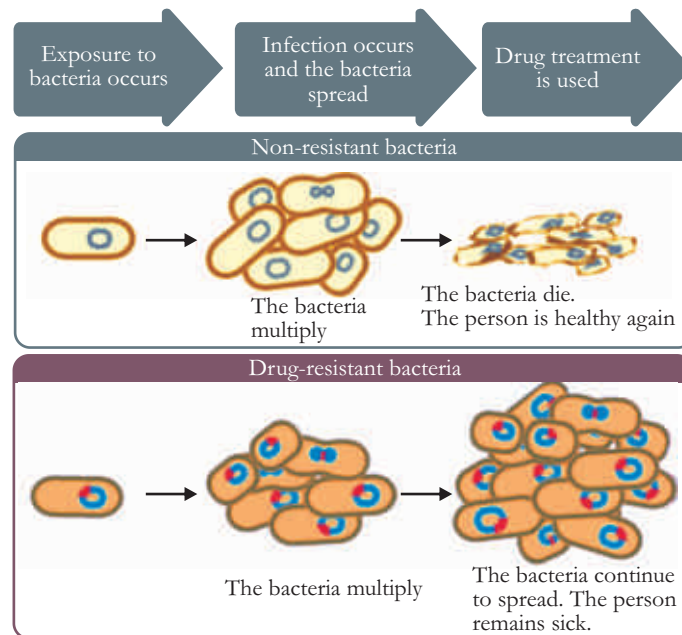 Exposure to
bacteria occurs
Infection occurs
and the bacteria
spread
Drug treatment
is used
Non-resistant bacteria
The bacteria
multiply
The bacteria die.
The person is healthy again
Drug-resistant bacteria
The bacteria multiply
The bacteria continue
to spread. The person
remains sick.